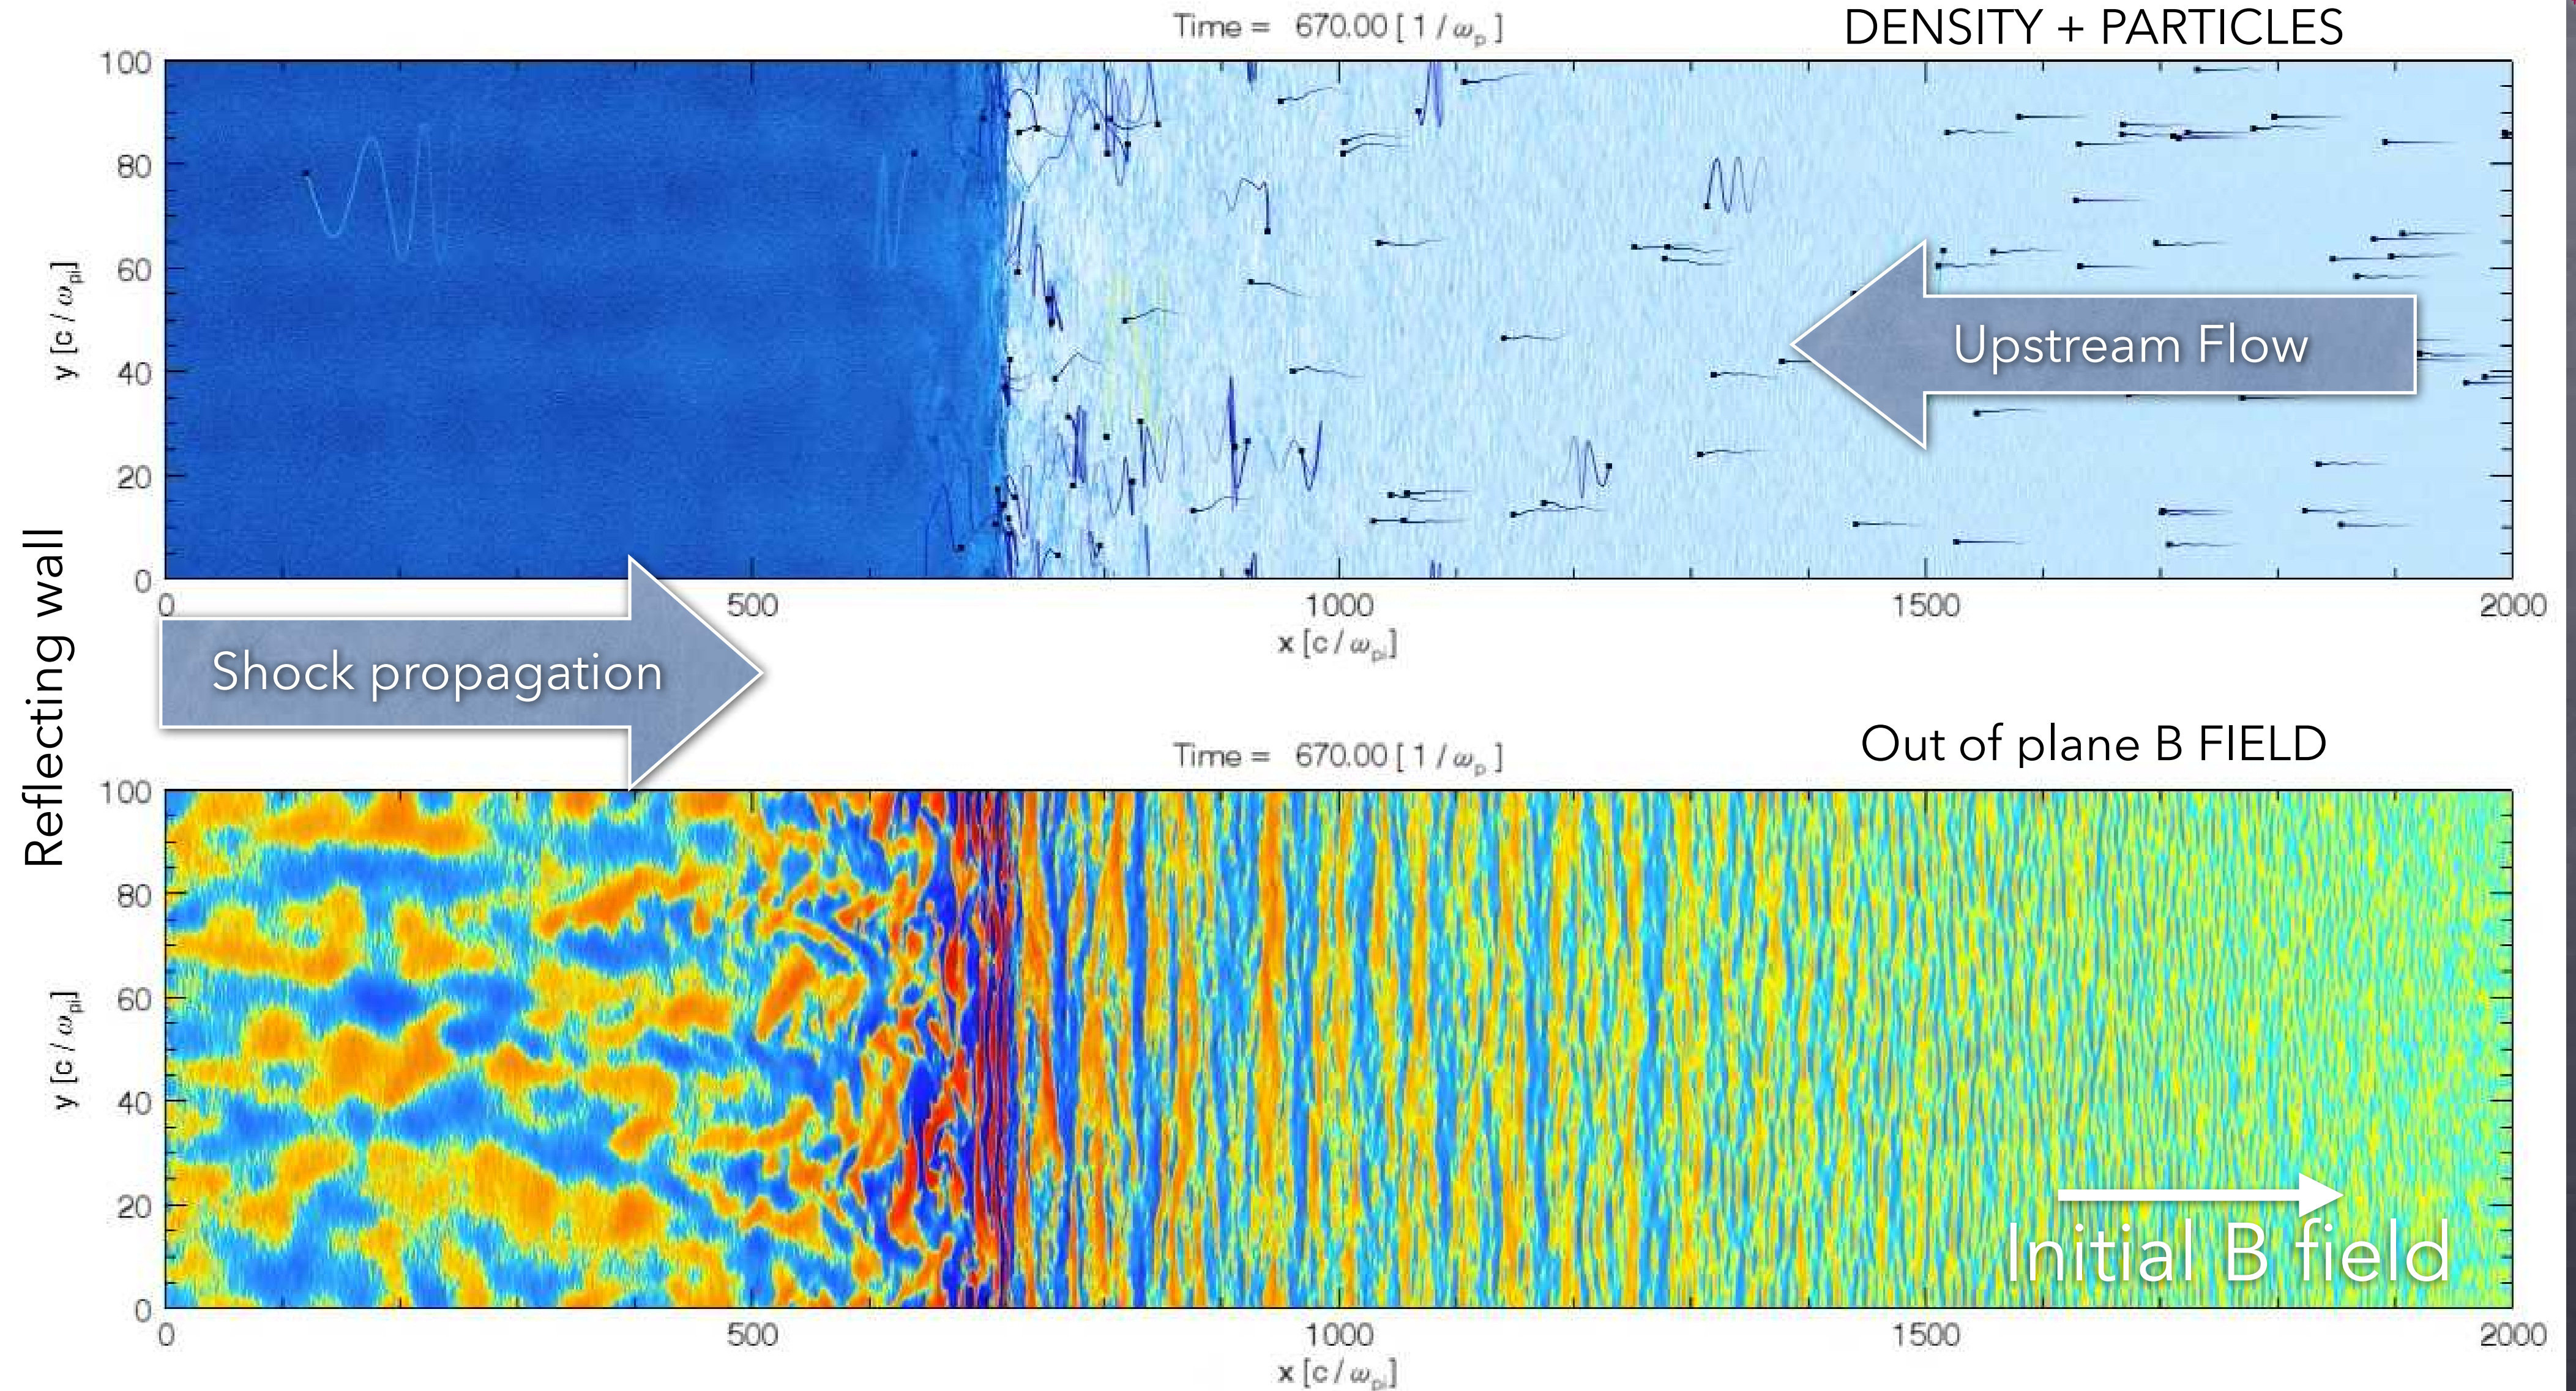 Time = 670.00 [ 1 / ωp ]
DENSITY + PARTICLES
100
80
60
40
20
0
y [c / ωpi]
Upstream Flow
0
500
1000
1500
2000
x [c / ωpi]
Reflecting wall
Shock propagation
Time = 670.00 [ 1 / ωp ]
Out of plane B FIELD
100
80
60
40
20
0
y [c / ωpi]
Initial B field
0
500
1000
1500
2000
x [c / ωpi]